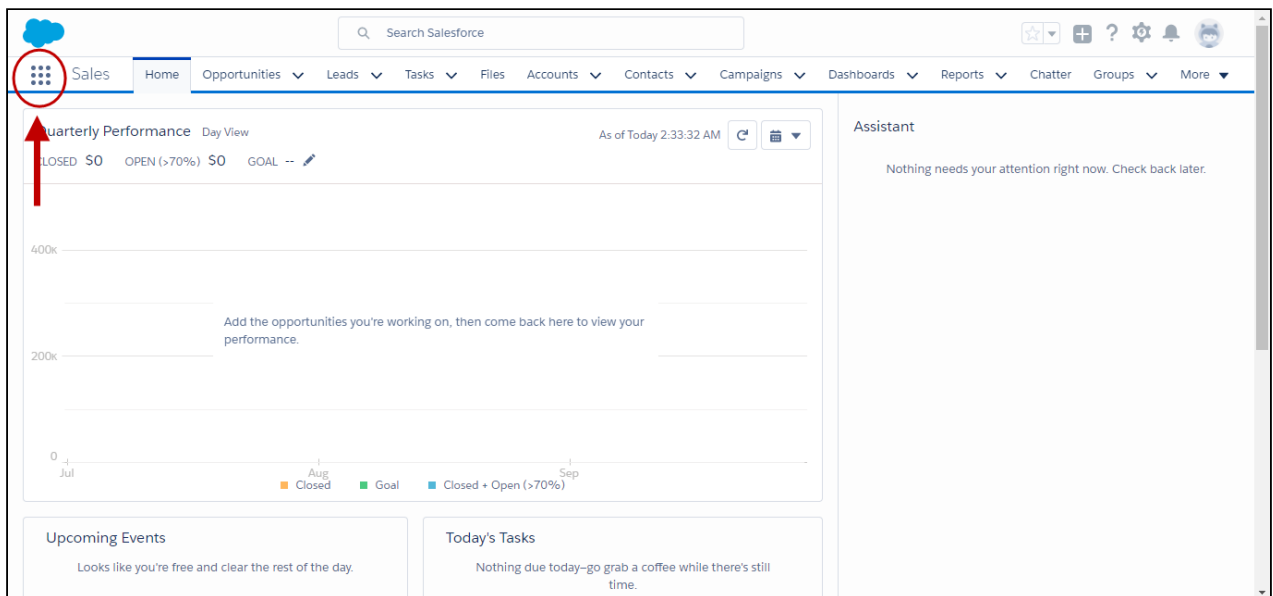 Search Salesforce
Sales Home Opportunities Leads Tasks Files Accounts Contacts Campaigns Dashboards Reports Chatter Groups More
Quarterly Performance Day View
As of Today 2:33:32 AM
CLOSED $0 OPEN (>70%) $0 GOAL --
400K
Add the opportunities you're working on, then come back here to view your
performance.
200K
0
Jul Aug Sep
Closed Goal Closed + Open (>70%)
Assistant
Nothing needs your attention right now. Check back later.
Upcoming Events
Looks like you're free and clear the rest of the day.
Today's Tasks
Nothing due today—go grab a coffee while there's still
time.